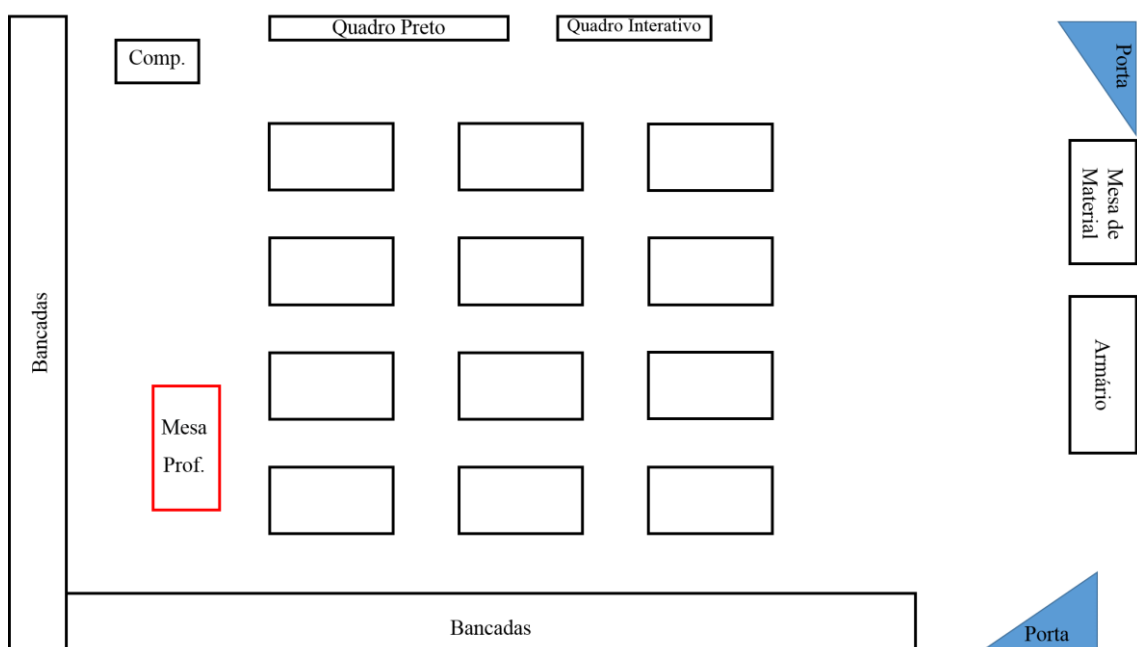 Quadro Preto
Quadro Interativo
Comp.
Porta
Mesa de
Material
Bancadas
Armário
Mesa
Prof.
Bancadas
Porta